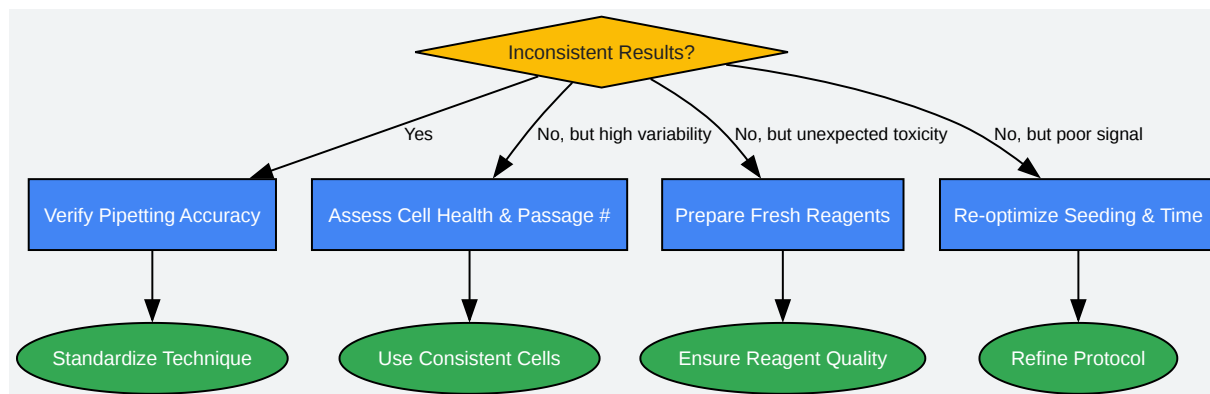 Inconsistent Results?
Yes
No, but high variability
No, but unexpected toxicity
No, but poor signal
Verify Pipetting Accuracy
Assess Cell Health & Passage #
Prepare Fresh Reagents
Re-optimize Seeding & Time
Standardize Technique
Use Consistent Cells
Ensure Reagent Quality
Refine Protocol